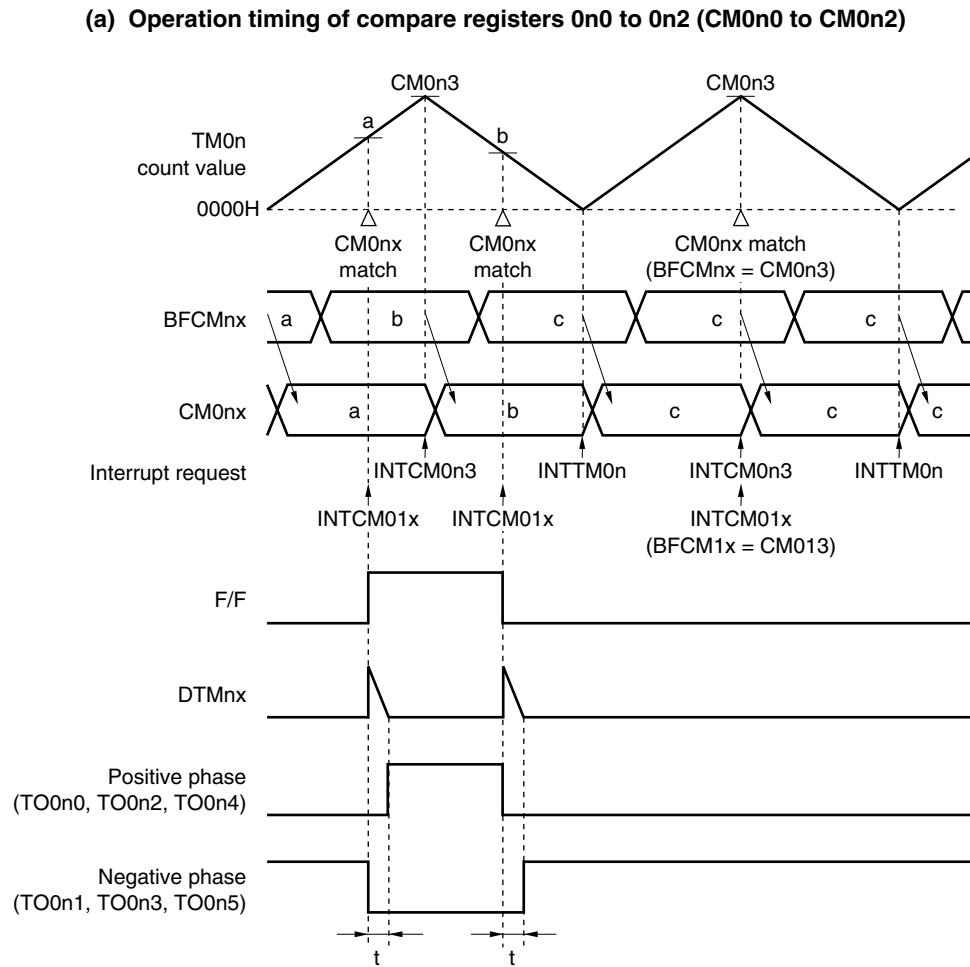 (a) Operation timing of compare registers 0n0 to 0n2 (CM0n0 to CM0n2)
CM0n3 CM0n3
a
b
TM0n
count value
0000H
CM0nx CM0nx CM0nx match
match match (BFCMnx = CM0n3)
BFCMnx a b c c c
CM0nx a b c c c
Interrupt request INTCM0n3 INTTM0n INTCM0n3 INTTM0n
INTCM01x INTCM01x INTCM01x
(BFCM1x = CM013)
F/F
DTMnx
Positive phase
(TO0n0, TO0n2, TO0n4)
Negative phase
(TO0n1, TO0n3, TO0n5)
t t